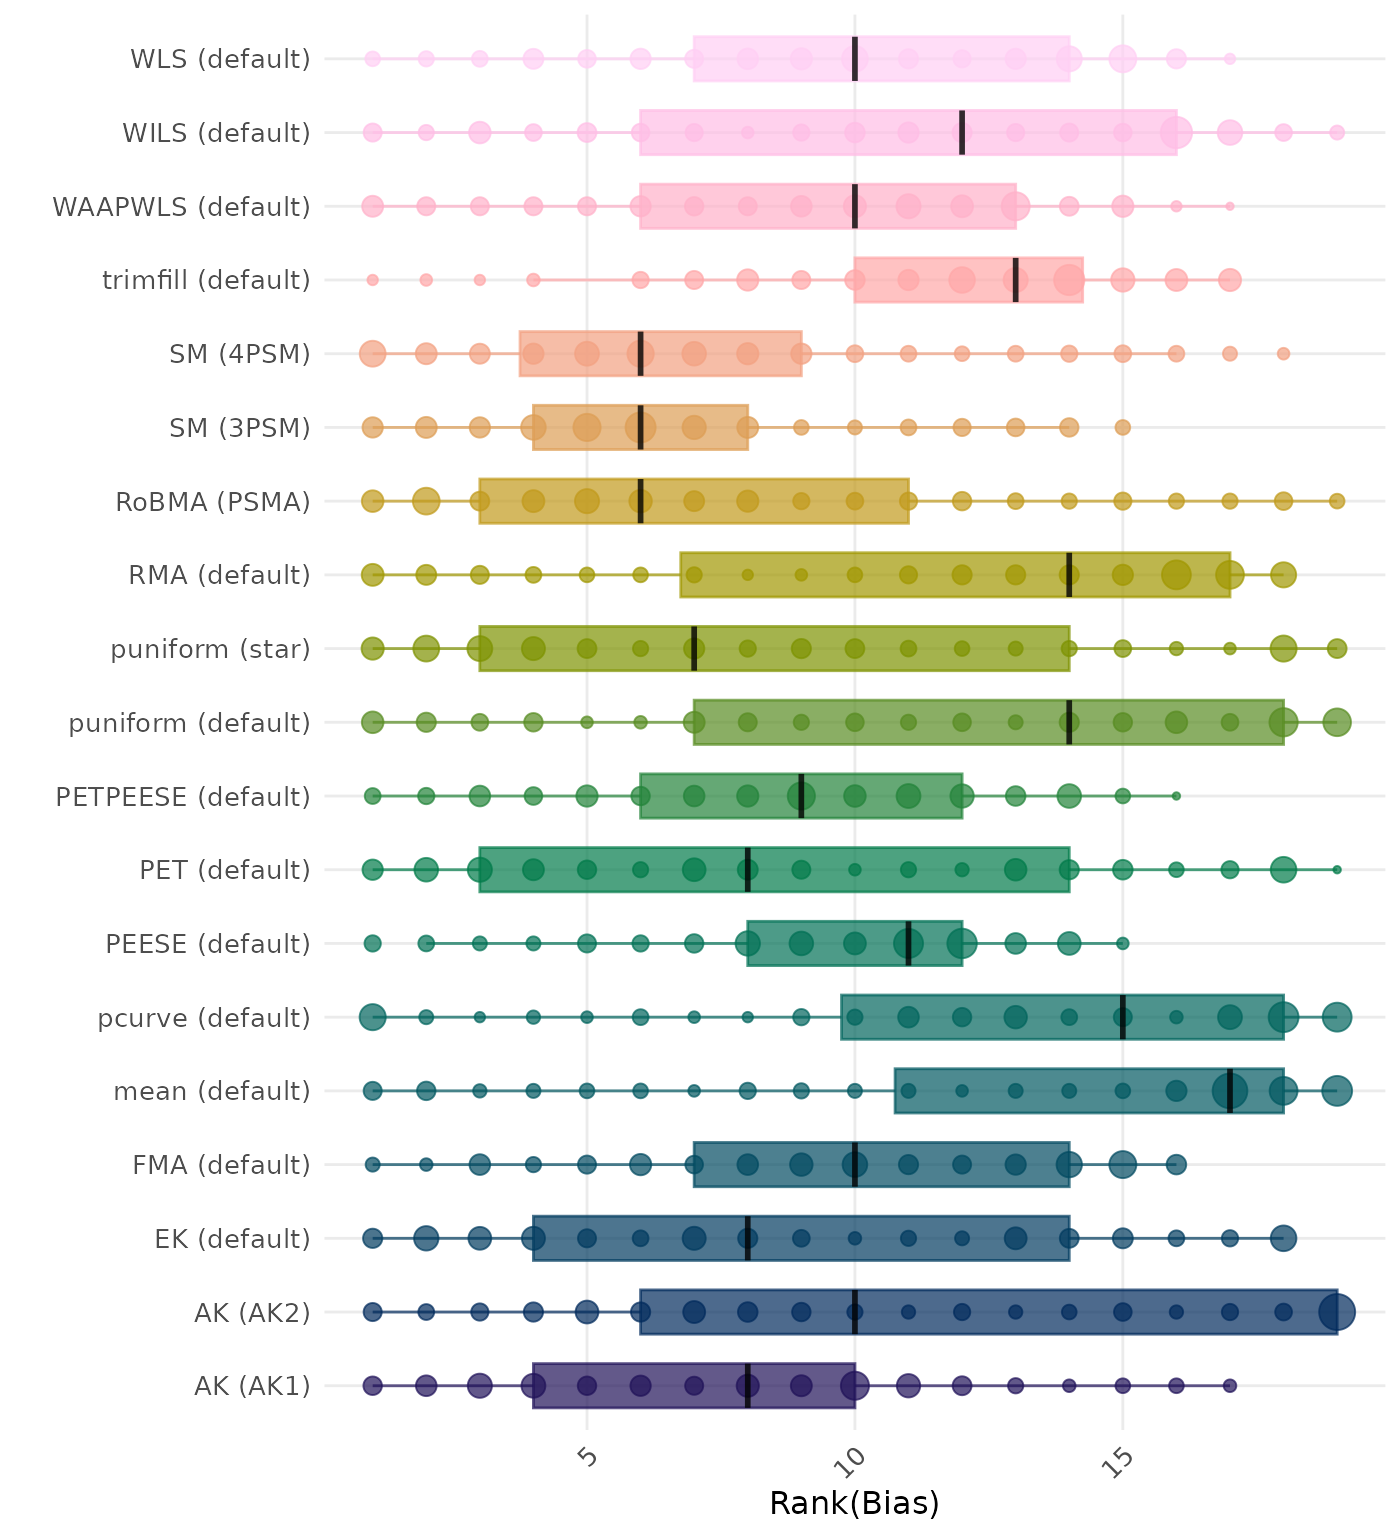 WLS (default)
WILS (default)
WAAPWLS (default)
trimfill (default)
SM (4PSM)
SM (3PSM)
RoBMA (PSMA)
RMA (default)
puniform (star)
puniform (default)
PETPEESE (default)
PET (default)
PEESE (default)
pcurve (default)
mean (default)
FMA (default)
EK (default)
AK (AK2)
AK (AK1)
5
10
15
Rank(Bias)